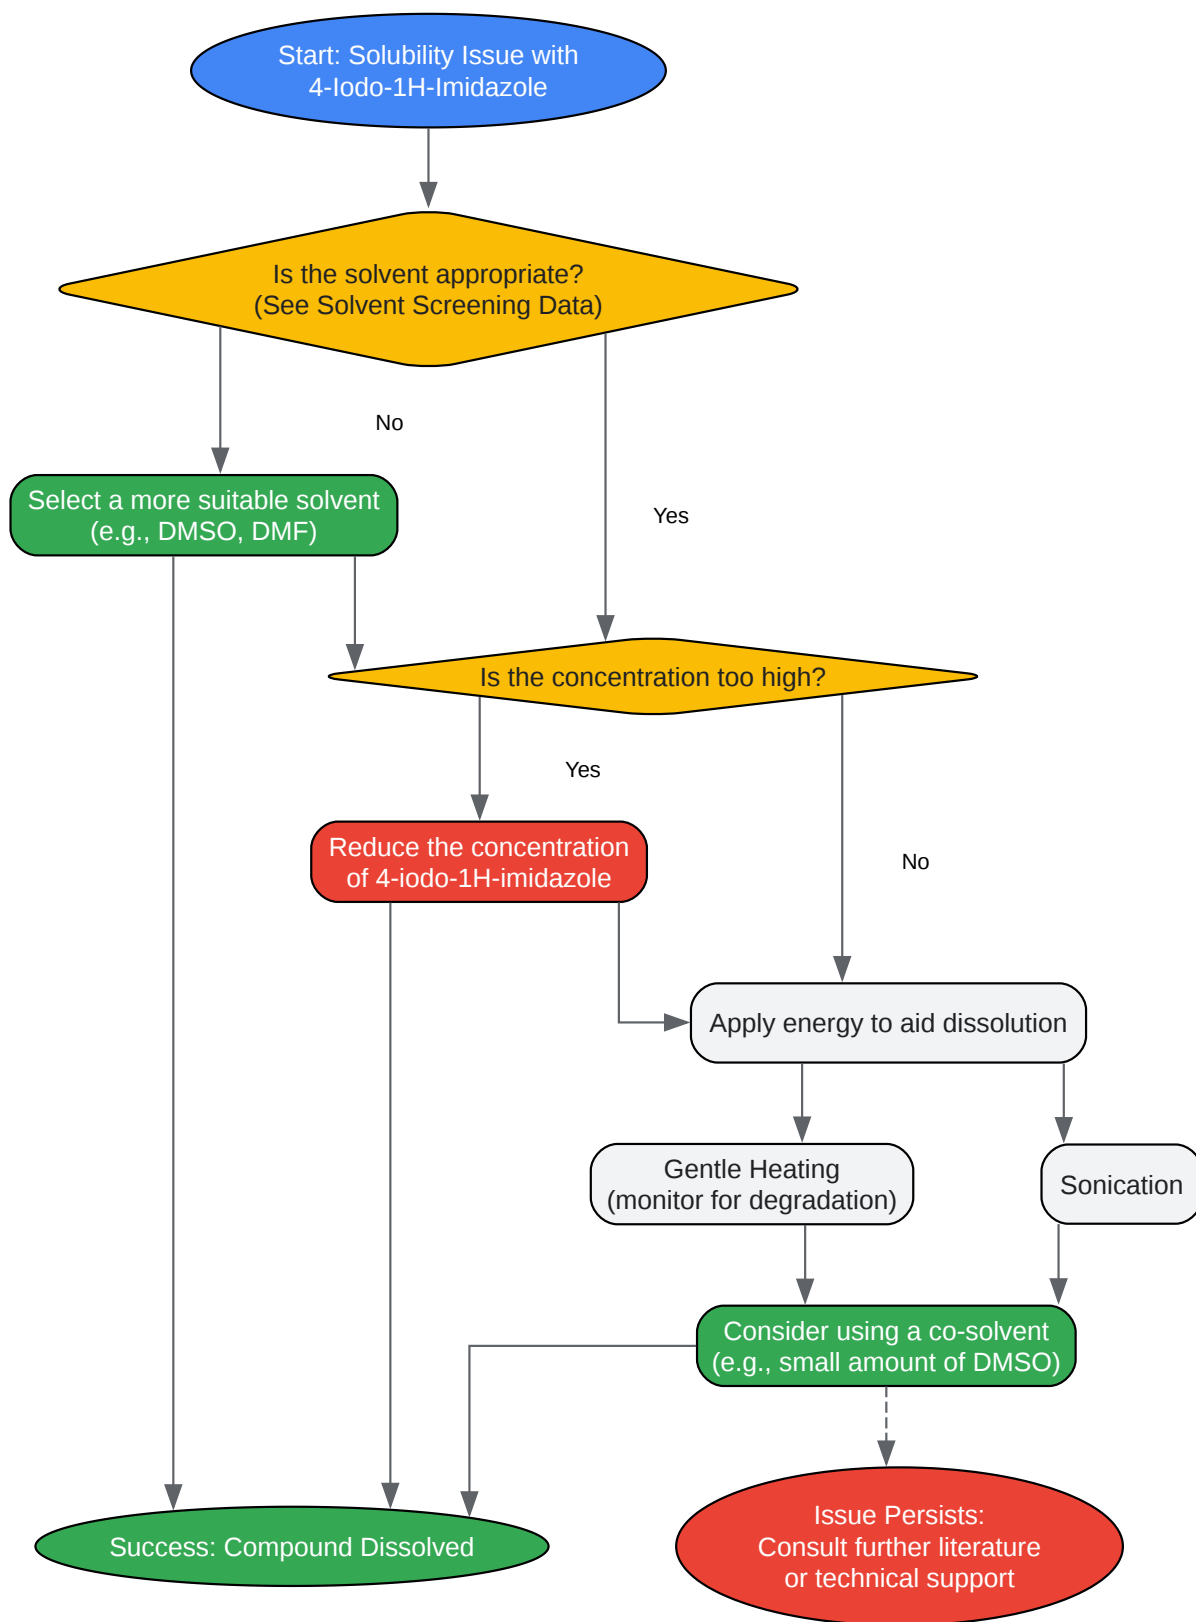 Start: Solubility Issue with
4-Iodo-1H-Imidazole
Is the solvent appropriate?
(See Solvent Screening Data)
No
Select a more suitable solvent
(e.g., DMSO, DMF)
Yes
Is the concentration too high?
Yes
Reduce the concentration
of 4-iodo-1H-imidazole
No
Apply energy to aid dissolution
Gentle Heating
(monitor for degradation)
Sonication
Consider using a co-solvent
(e.g., small amount of DMSO)
Success: Compound Dissolved
Issue Persists:
Consult further literature
or technical support